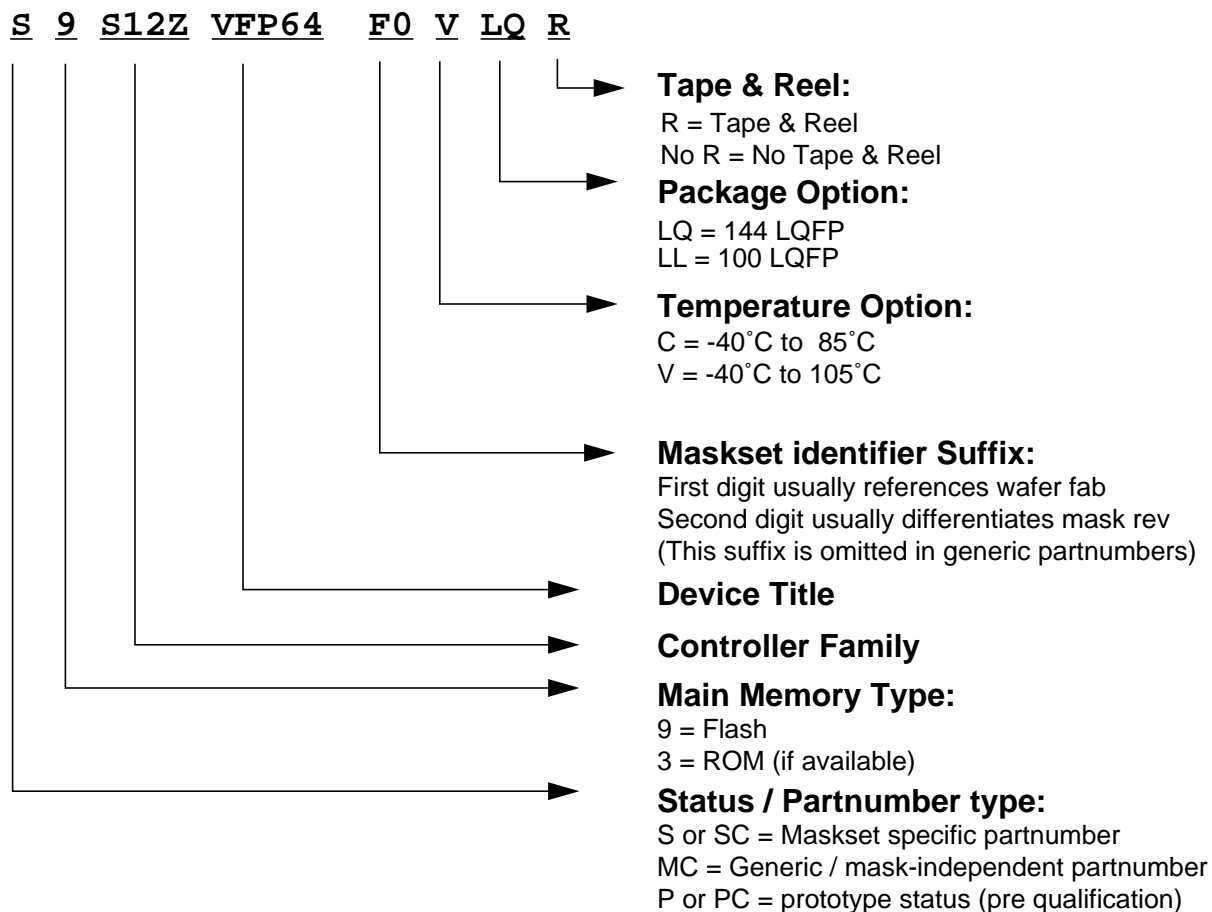 S 9 S12Z VFP64 F0 V LQ R
Tape & Reel:
R = Tape & Reel
No R = No Tape & Reel
Package Option:
LQ = 144 LQFP
LL = 100 LQFP
Temperature Option:
C = -40˚C to 85˚C
V = -40˚C to 105˚C
Maskset identifier Suffix:
First digit usually references wafer fab
Second digit usually differentiates mask rev
(This suffix is omitted in generic partnumbers)
Device Title
Controller Family
Main Memory Type:
9 = Flash
3 = ROM (if available)
Status / Partnumber type:
S or SC = Maskset specific partnumber
MC = Generic / mask-independent partnumber
P or PC = prototype status (pre qualification)